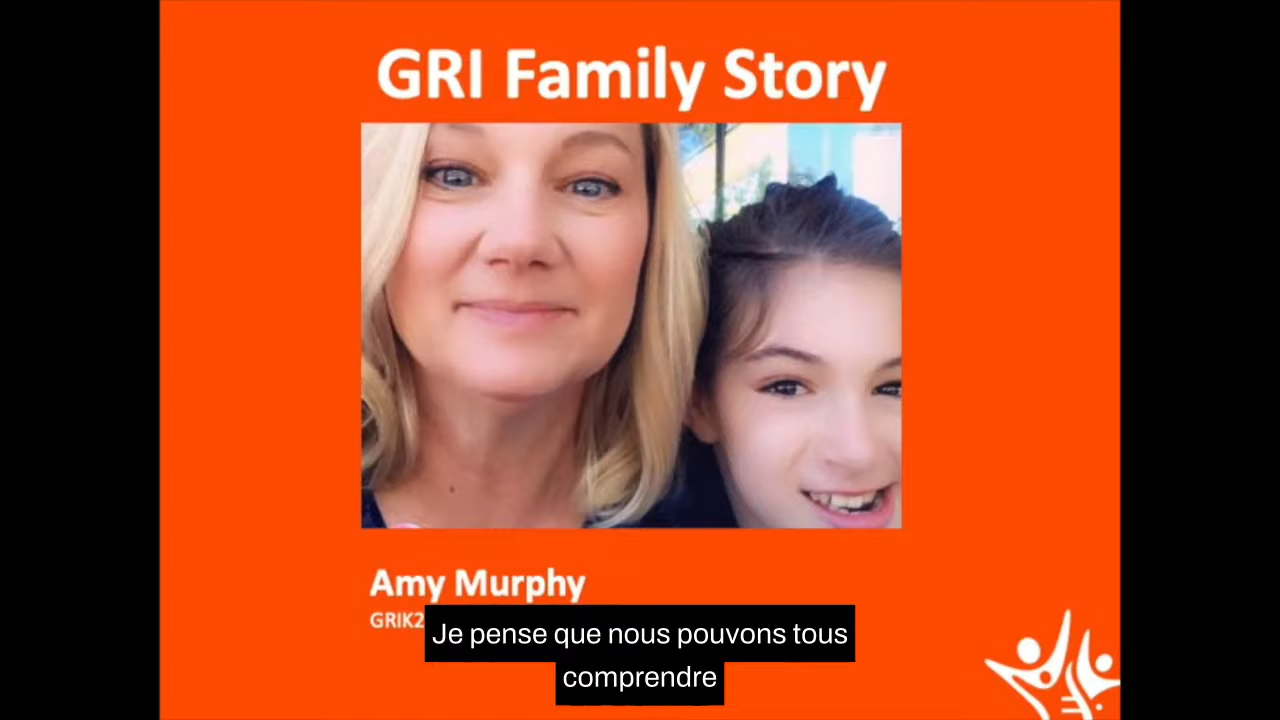 GRI Family Story
Amy Murphy
GRIK2
Je pense que nous pouvons tous
comprendre